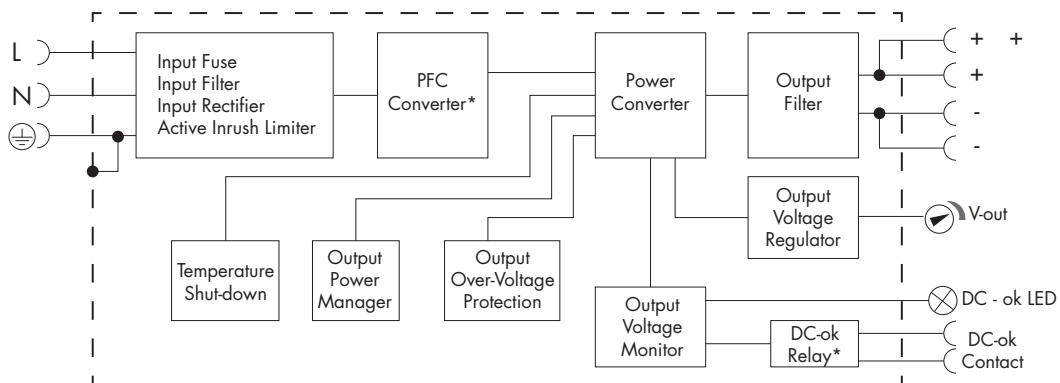 L
N
Input Fuse
Input Filter
Input Rectifier
Active Inrush Limiter
PFC
Converter*
Power
Converter
Output
Filter
+ +
+
-
-
Output
Voltage
Regulator
V-out
Temperature
Shut-down
Output
Power
Manager
Output
Over-Voltage
Protection
Output
Voltage
Monitor
DC-ok
Relay*
DC - ok LED
DC-ok
Contact